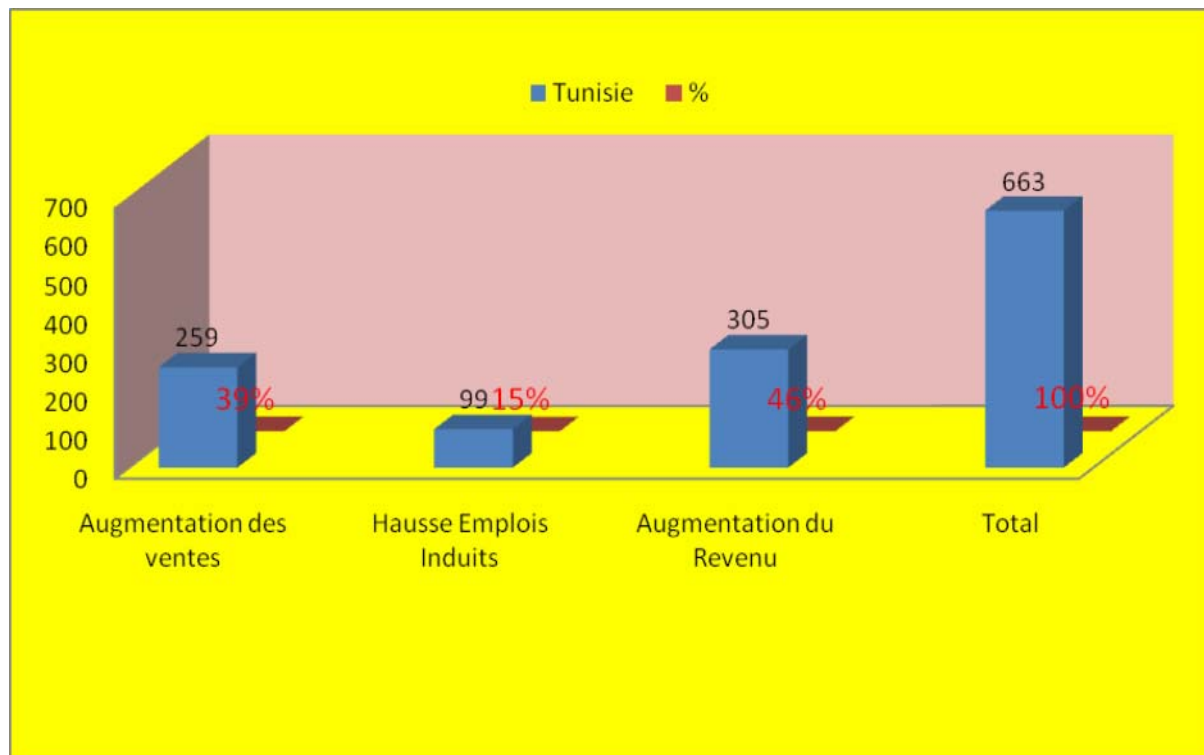 Tunisie %
663
700
600
500
400
300
200
100
0
259
39%
99 15%
305
46%
100%
Augmentation des
ventes
Hausse Emplois
Induits
Augmentation du
Revenu
Total